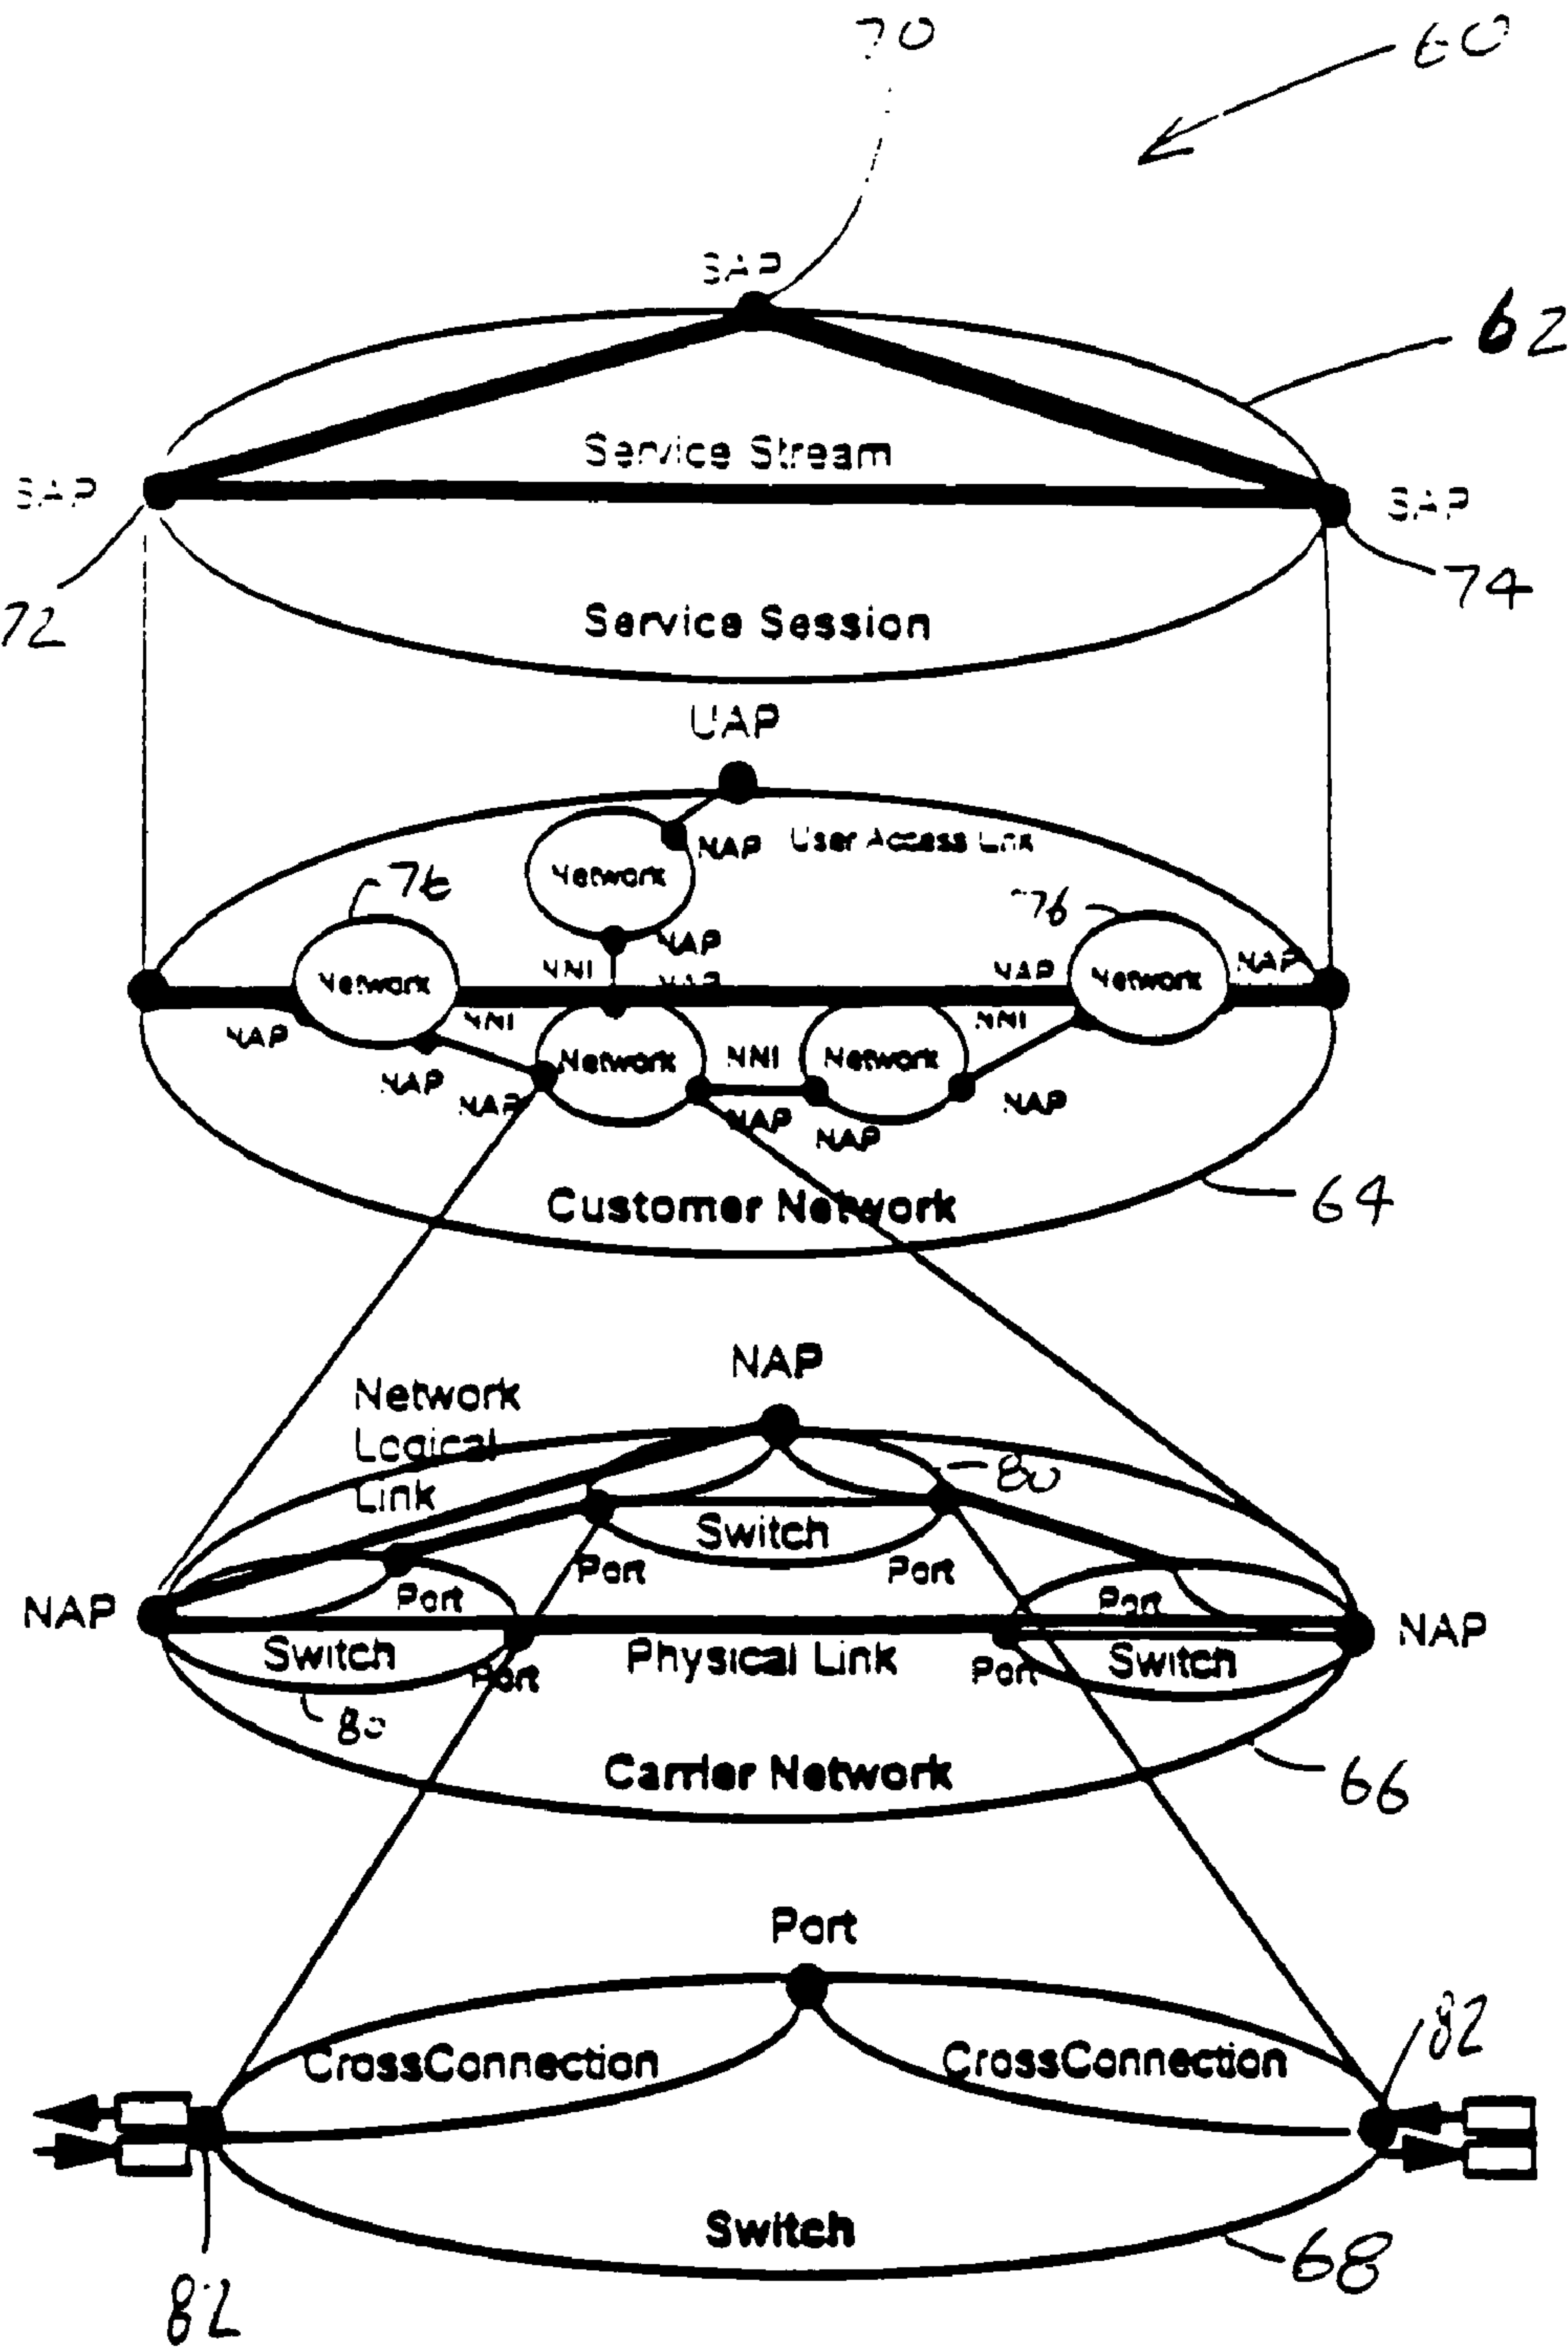 70
60
SAP
62
Service Stream
SAP
SAP
72
74
Service Session
UAP
NAP
User Access Link
Network
76
76
NAP
Network
NNI
NAP
NAP
Network
NAP
NAP
NNI
NNI
Network
NNI
Network
NAP
NAP
NAP
NAP
NAP
Customer Network
64
NAP
Network
Logical
Link
80
Switch
Port
Port
NAP
Port
Port
NAP
Switch
Physical Link
Switch
Port
Port
80
Carrier Network
66
Port
82
CrossConnection
CrossConnection
Switch
68
82